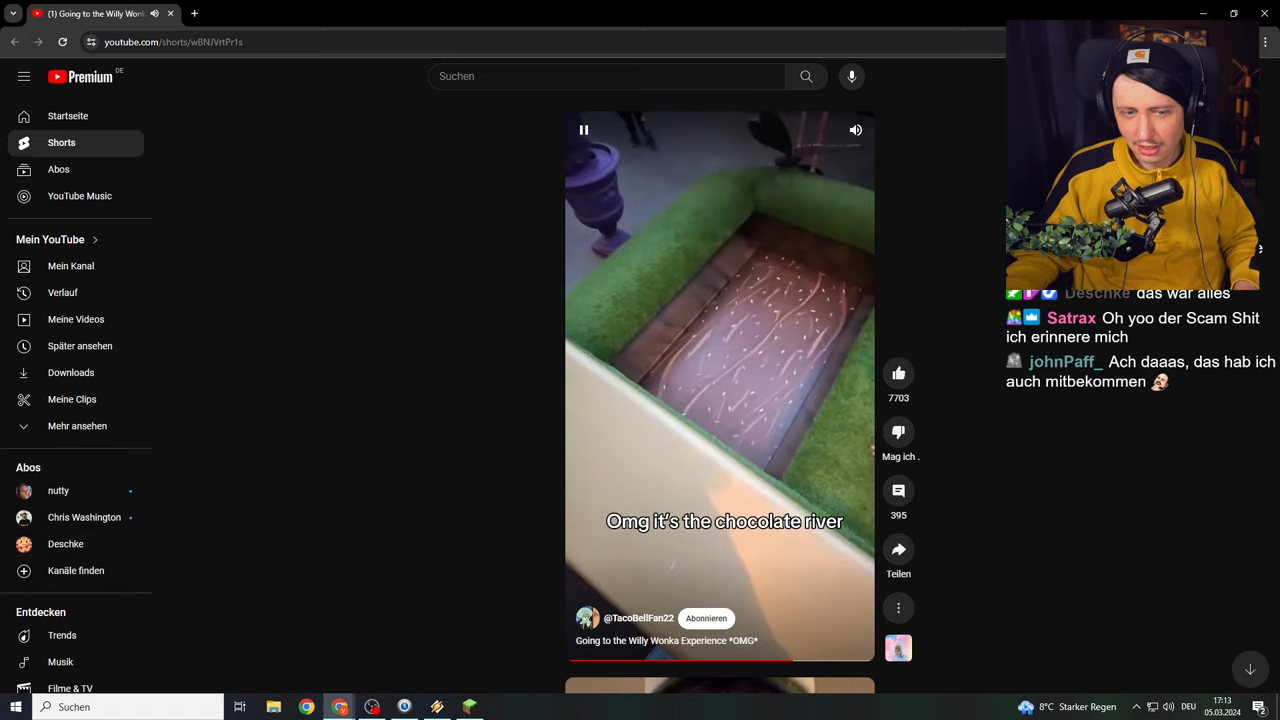 (1) Going to the Willy Wonk
youtube.com/shorts/wBNJVrtPr1s
Premium DE
Suchen
Startseite
Shorts
Abos
YouTube Music
Mein YouTube
Mein Kanal
Verlauf
Meine Videos
Später ansehen
Downloads
Meine Clips
Mehr ansehen
Abos
nutty
Chris Washington
Deschke
Kanäle finden
Entdecken
Trends
Musik
Filme & TV
Omg it's the chocolate river
@TacoBellFan22 Abonnieren
Going to the Willy Wonka Experience *OMG*
7703
Mag ich .
395
Teilen
Deschke das war alles
Satrax Oh yoo der Scam Shit
ich erinnere mich
johnPaff_ Ach daaas, das hab ich
auch mitbekommen
Suchen
8°C Starker Regen
DEU
17:13
05.03.2024
2